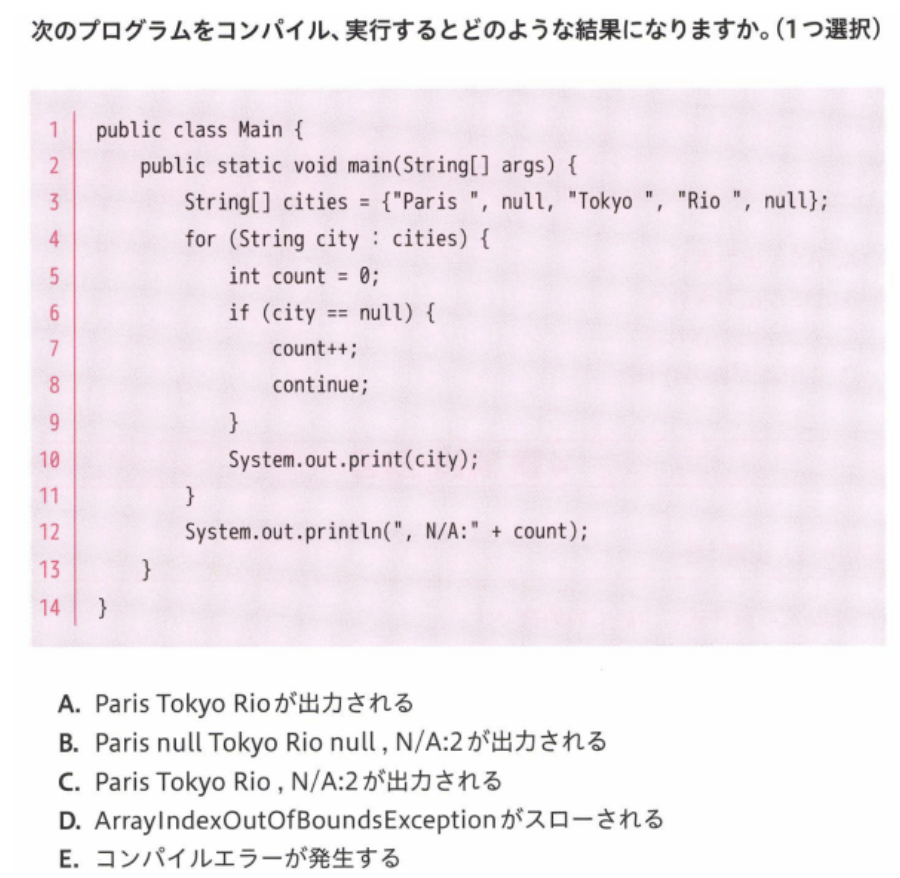 次のプログラムをコンパイル、実行するとどのような結果になりますか。(1つ選択)
1 public class Main {
2     public static void main(String[] args) {
3         String[] cities = {"Paris ", null, "Tokyo ", "Rio ", null};
4         for (String city : cities) {
5             int count = 0;
6             if (city == null) {
7                 count++;
8                 continue;
9             }
10             System.out.print(city);
11         }
12         System.out.println(", N/A:" + count);
13     }
14 }
A. Paris Tokyo Rioが出力される
B. Paris null Tokyo Rio null , N/A:2が出力される
C. Paris Tokyo Rio , N/A:2が出力される
D. ArrayIndexOutOfBoundsExceptionがスローされる
E. コンパイルエラーが発生する